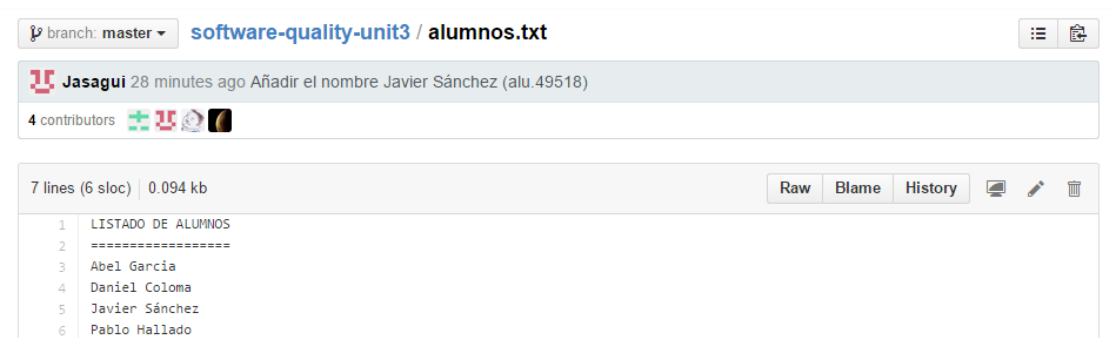 branch: master software-quality-unit3 / alumnos.txt
Jasagui 28 minutes ago Añadir el nombre Javier Sánchez (alu.49518)
4 contributors
7 lines (6 sloc) 0.094 kb Raw Blame History
1 LISTADO DE ALUMNOS
2 ==================
3 Abel Garcia
4 Daniel Coloma
5 Javier Sánchez
6 Pablo Hallado